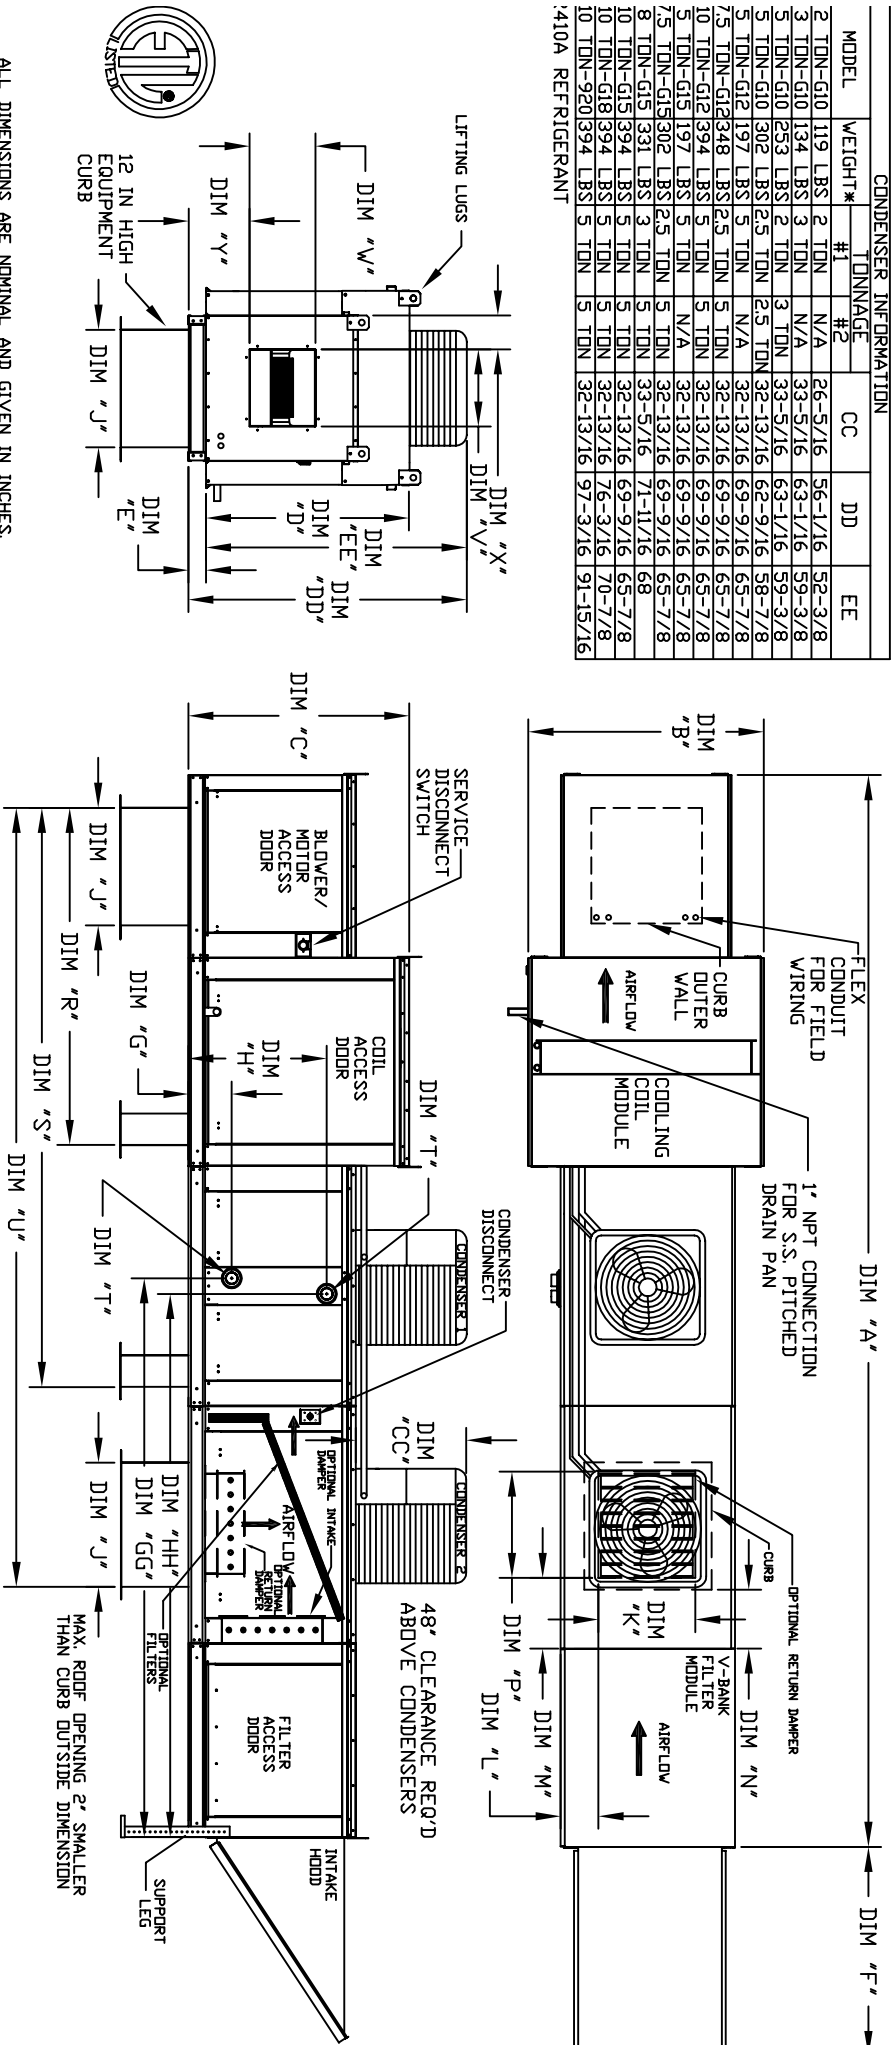 CONDENSER INFORMATION
MODEL WEIGHT* TONNAGE CC DD EE
#1 #2
2 TON-G10 119 LBS 2 TON N/A 26-5/16 56-1/16 52-3/8
3 TON-G10 134 LBS 3 TON N/A 33-5/16 63-1/16 59-3/8
5 TON-G10 253 LBS 2 TON 3 TON 33-5/16 63-1/16 59-3/8
5 TON-G10 302 LBS 2.5 TON 2.5 TON 32-13/16 62-9/16 58-7/8
5 TON-G12 197 LBS 5 TON N/A 32-13/16 69-9/16 65-7/8
7.5 TON-G12 348 LBS 2.5 TON 5 TON 32-13/16 69-9/16 65-7/8
10 TON-G12 394 LBS 5 TON 5 TON 32-13/16 69-9/16 65-7/8
5 TON-G15 197 LBS 5 TON N/A 32-13/16 69-9/16 65-7/8
7.5 TON-G15 302 LBS 2.5 TON 5 TON 32-13/16 69-9/16 65-7/8
8 TON-G15 331 LBS 3 TON 5 TON 33-5/16 71-11/16 68
10 TON-G15 394 LBS 5 TON 5 TON 32-13/16 69-9/16 65-7/8
10 TON-G18 394 LBS 5 TON 5 TON 32-13/16 76-3/16 70-7/8
10 TON-920 394 LBS 5 TON 5 TON 32-13/16 97-3/16 91-15/16
410A REFRIGERANT
LISTED
LIFTING LUGS
DIM "W"
DIM "Y"
12 IN HIGH
EQUIPMENT
CURB
DIM "J"
DIM "X"
DIM "V"
DIM
"EE"
DIM
"D"
DIM
"DD"
DIM
"E"
ALL DIMENSIONS ARE NOMINAL AND GIVEN IN INCHES.
DIM "A"
DIM "F"
DIM
"B"
FLEX
CONDUIT
FOR FIELD
WIRING
CURB
OUTER
WALL
AIRFLOW
COOLING
COIL
MODULE
1" NPT CONNECTION
FOR S.S. PITCHED
DRAIN PAN
OPTIONAL RETURN DAMPER
CURB
DIM "N"
V-BANK
FILTER
MODULE
AIRFLOW
DIM
"K"
DIM "M"
DIM "P"
DIM "L"
DIM "C"
SERVICE
DISCONNECT
SWITCH
BLOWER/
MOTOR
ACCESS
DOOR
COIL
ACCESS
DOOR
DIM "T"
CONDENSER
DISCONNECT
CONDENSER 1
CONDENSER 2
DIM
"CC"
48" CLEARANCE REQ'D
ABOVE CONDENSERS
OPTIONAL INTAKE
DAMPER
AIRFLOW
OPTIONAL
RETURN
DAMPER
FILTER
ACCESS
DOOR
INTAKE
HOOD
DIM
"H"
DIM "G"
DIM "T"
DIM "J"
DIM "R"
DIM "S"
DIM "U"
DIM "HH"
DIM "GG"
DIM "J"
OPTIONAL
FILTERS
SUPPORT
LEG
MAX. ROOF OPENING 2" SMALLER
THAN CURB OUTSIDE DIMENSION